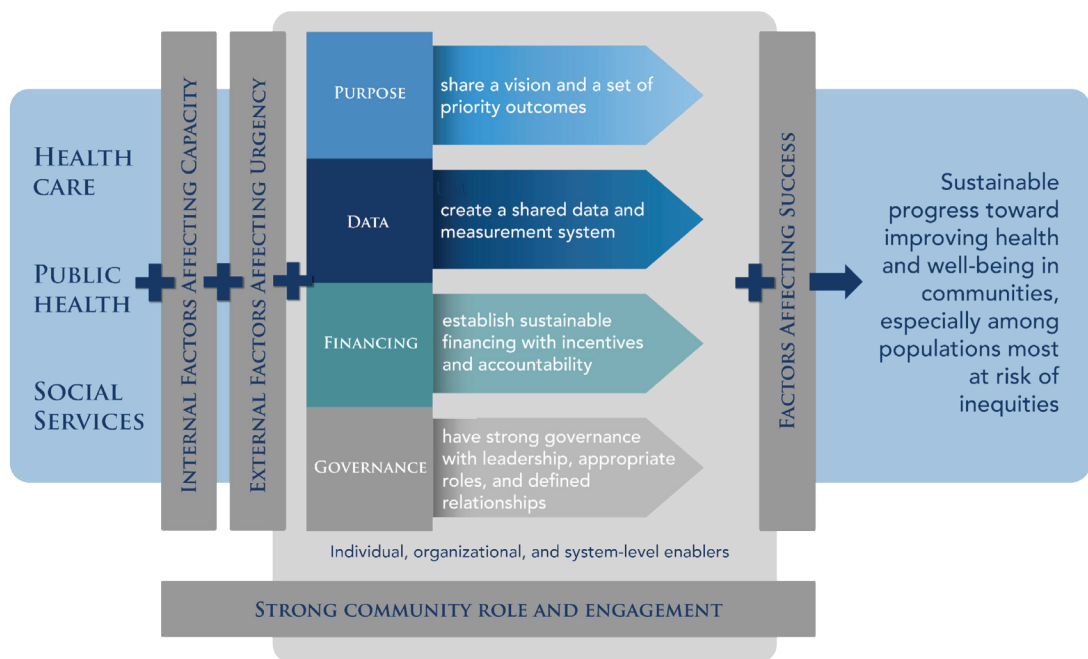 HEALTH
CARE
PUBLIC
HEALTH
SOCIAL
SERVICES
INTERNAL FACTORS AFFECTING CAPACITY
EXTERNAL FACTORS AFFECTING URGENCY
PURPOSE
share a vision and a set of
priority outcomes
DATA
create a shared data and
measurement system
FINANCING
establish sustainable
financing with incentives
and accountability
GOVERNANCE
have strong governance
with leadership, appropriate
roles, and defined
relationships
Individual, organizational, and system-level enablers
FACTORS AFFECTING SUCCESS
Sustainable
progress toward
improving health
and well-being in
communities,
especially among
populations most
at risk of
inequities
STRONG COMMUNITY ROLE AND ENGAGEMENT